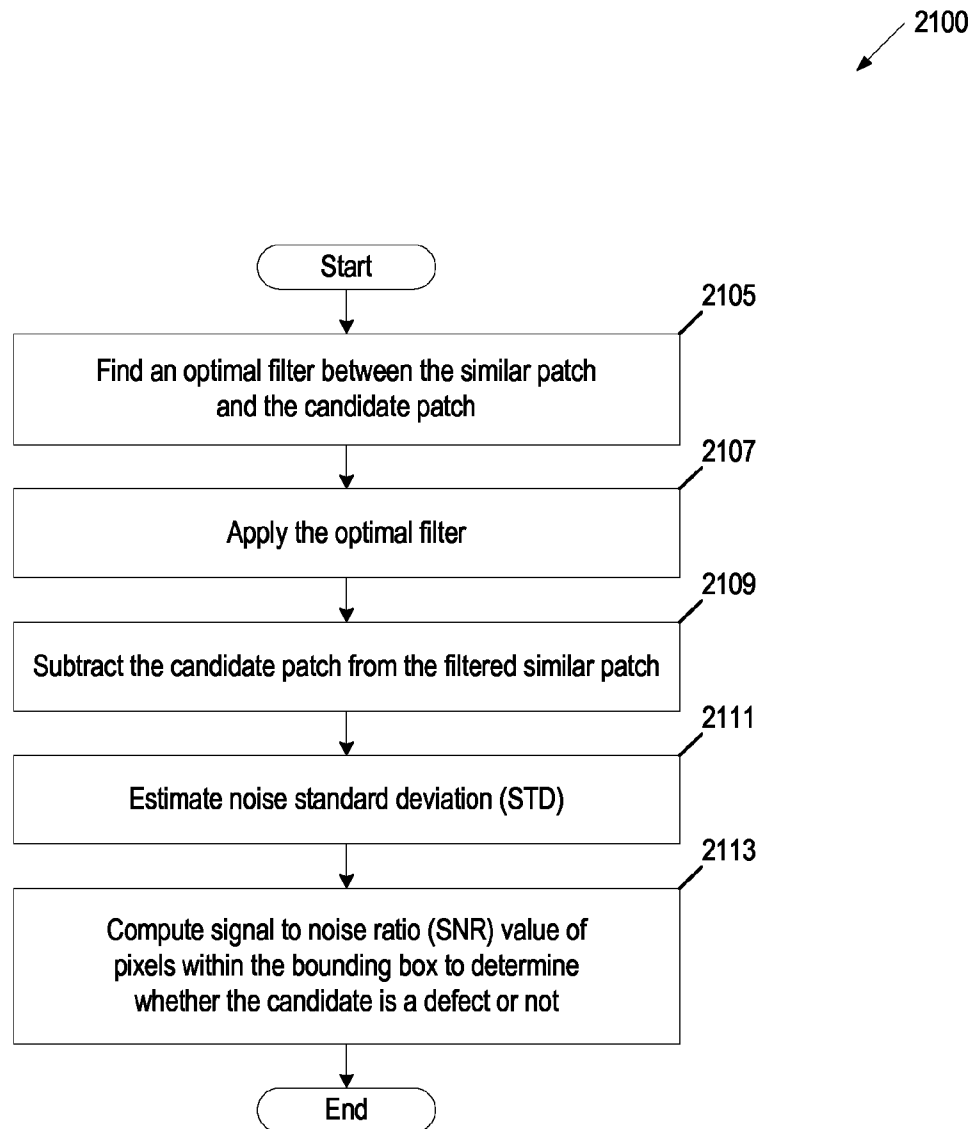 2100
Start
2105
Find an optimal filter between the similar patch
and the candidate patch
2107
Apply the optimal filter
2109
Subtract the candidate patch from the filtered similar patch
2111
Estimate noise standard deviation (STD)
2113
Compute signal to noise ratio (SNR) value of
pixels within the bounding box to determine
whether the candidate is a defect or not
End